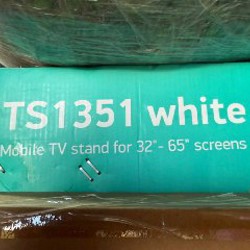 TS1351 white
Mobile TV stand for 32"- 65" screens